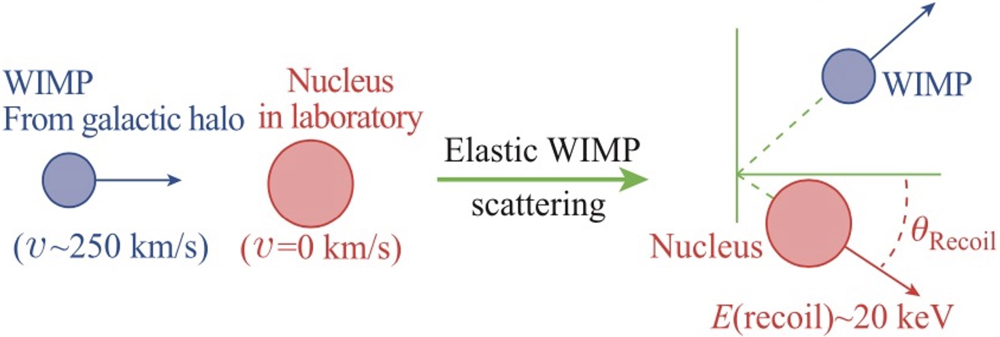 WIMP
From galactic halo
(υ~250 km/s)
Nucleus
in laboratory
(υ=0 km/s)
Elastic WIMP
scattering
WIMP
Nucleus
θRecoil
E(recoil)~20 keV